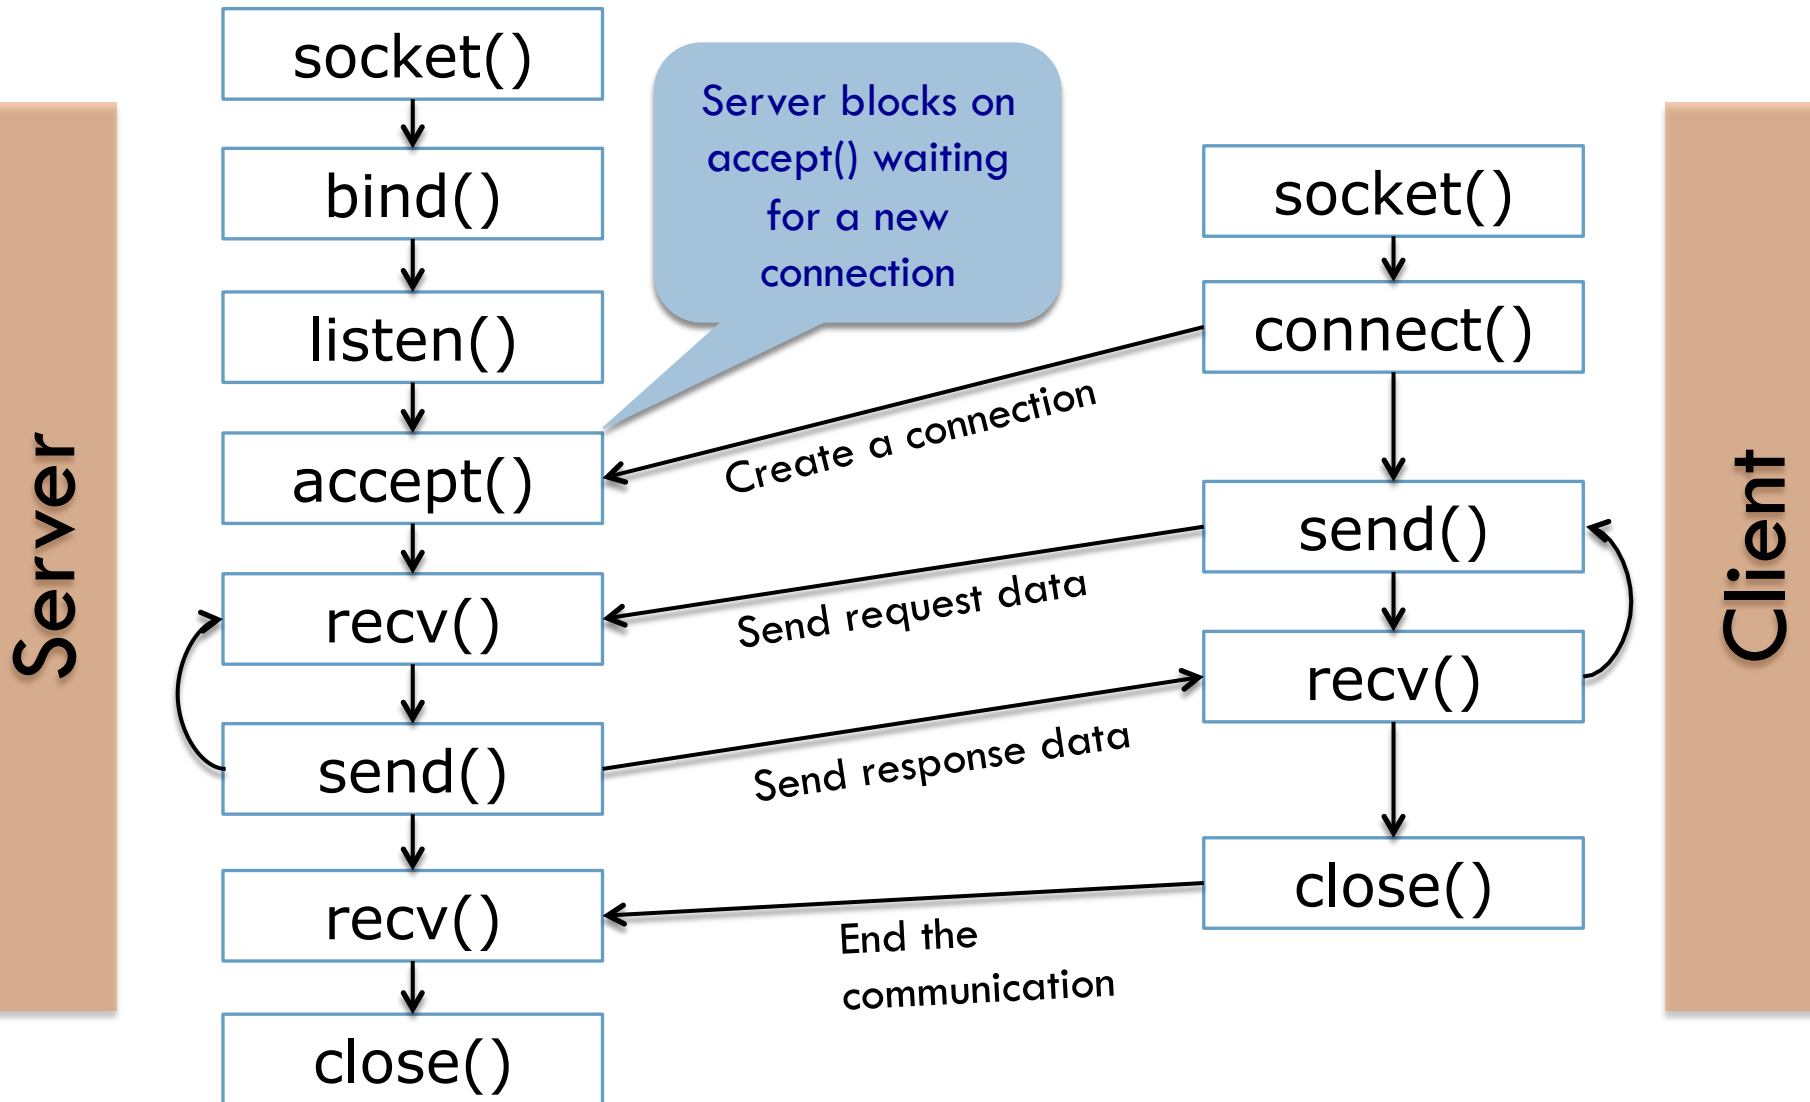 Server
socket()
bind()
listen()
accept()
recv()
send()
recv()
close()
Server blocks on
accept() waiting
for a new
connection
Create a connection
Send request data
Send response data
End the
communication
socket()
connect()
send()
recv()
close()
Client